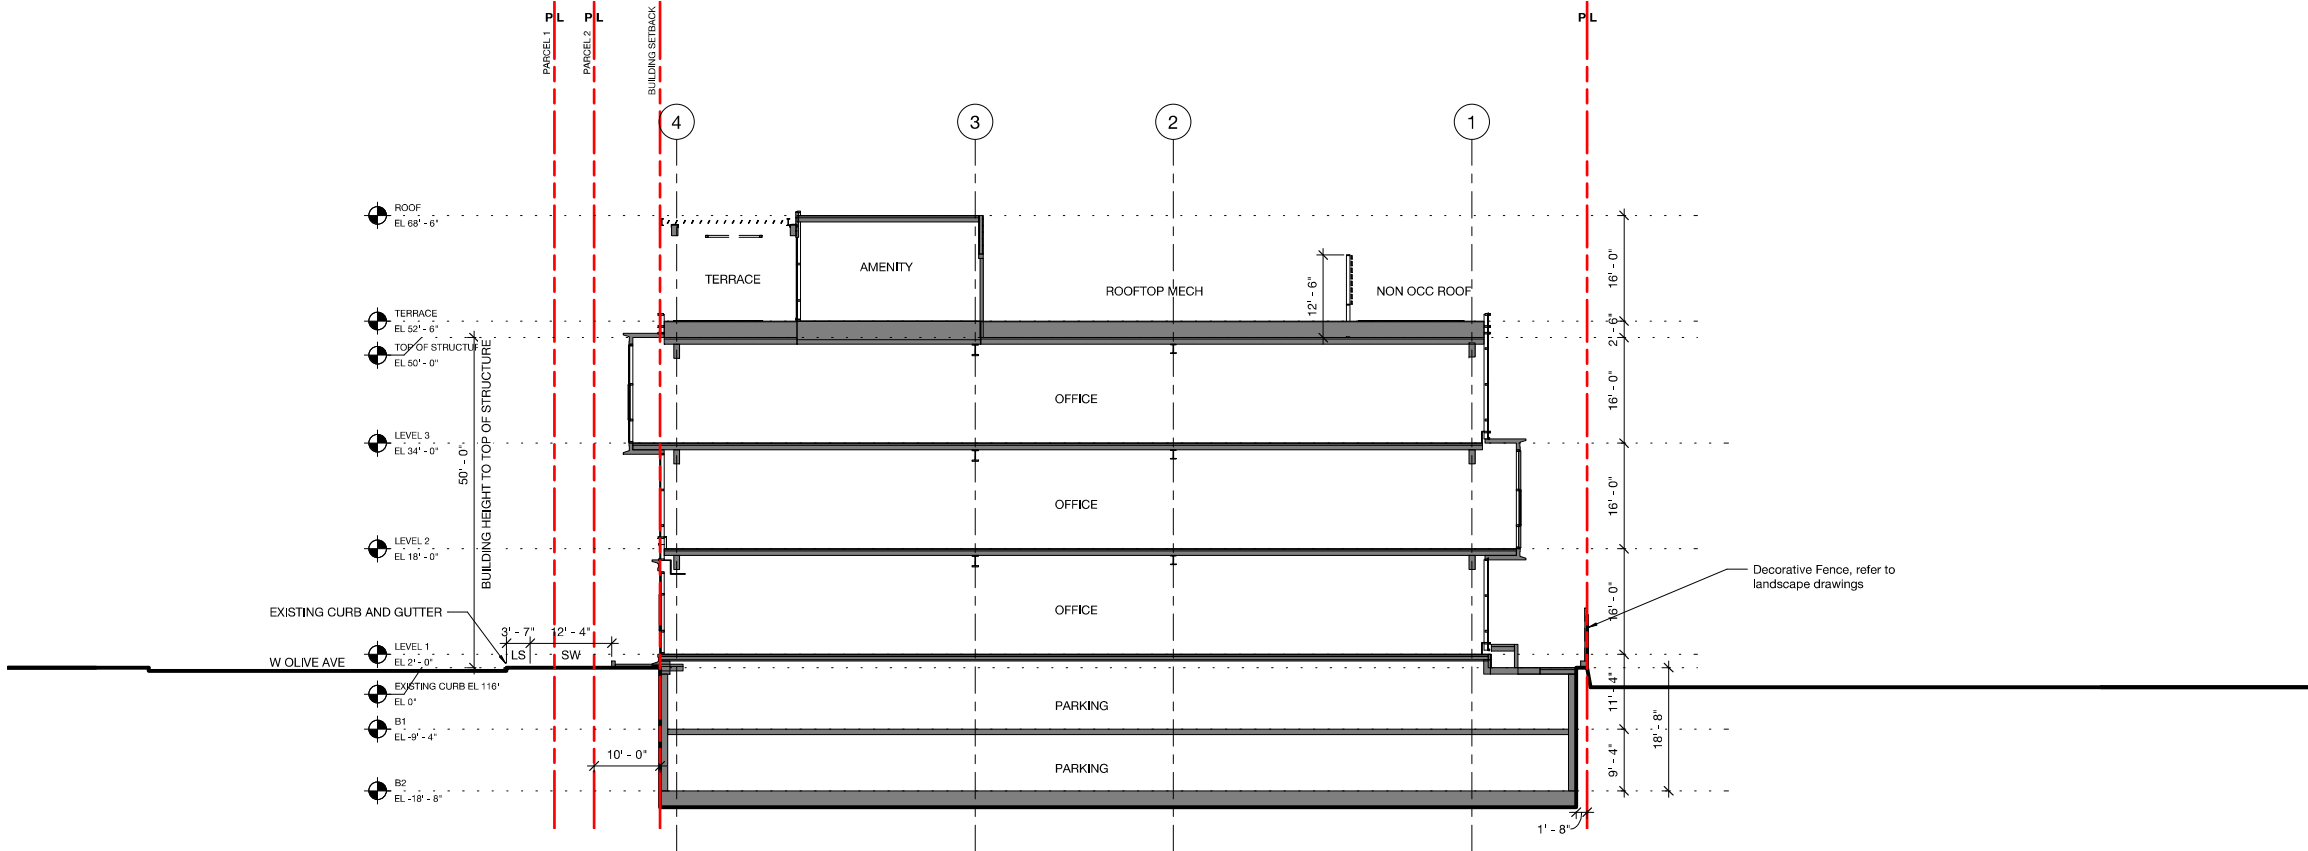 PL
PL
PL
PARCEL 1
PARCEL 2
BUILDING SETBACK
4
3
2
1
ROOF
EL 68' - 6"
TERRACE
EL 52' - 6"
TOP OF STRUCTUR
EL 50' - 0"
LEVEL 3
EL 34' - 0"
LEVEL 2
EL 18' - 0"
LEVEL 1
EL 2' - 0"
EXISTING CURB EL 116'
EL 0"
B1
EL -9' - 4"
B2
EL -18' - 8"
50' - 0"
BUILDING HEIGHT TO TOP OF STRUCTURE
EXISTING CURB AND GUTTER
W OLIVE AVE
3' - 7"
12' - 4"
LS
SW
10' - 0"
TERRACE
AMENITY
ROOFTOP MECH
12' - 6"
NON OCC ROOF
OFFICE
OFFICE
OFFICE
PARKING
PARKING
16' - 0"
2' - 6"
16' - 0"
16' - 0"
16' - 0"
11' - 4"
9' - 4"
18' - 8"
1' - 8"
Decorative Fence, refer to
landscape drawings